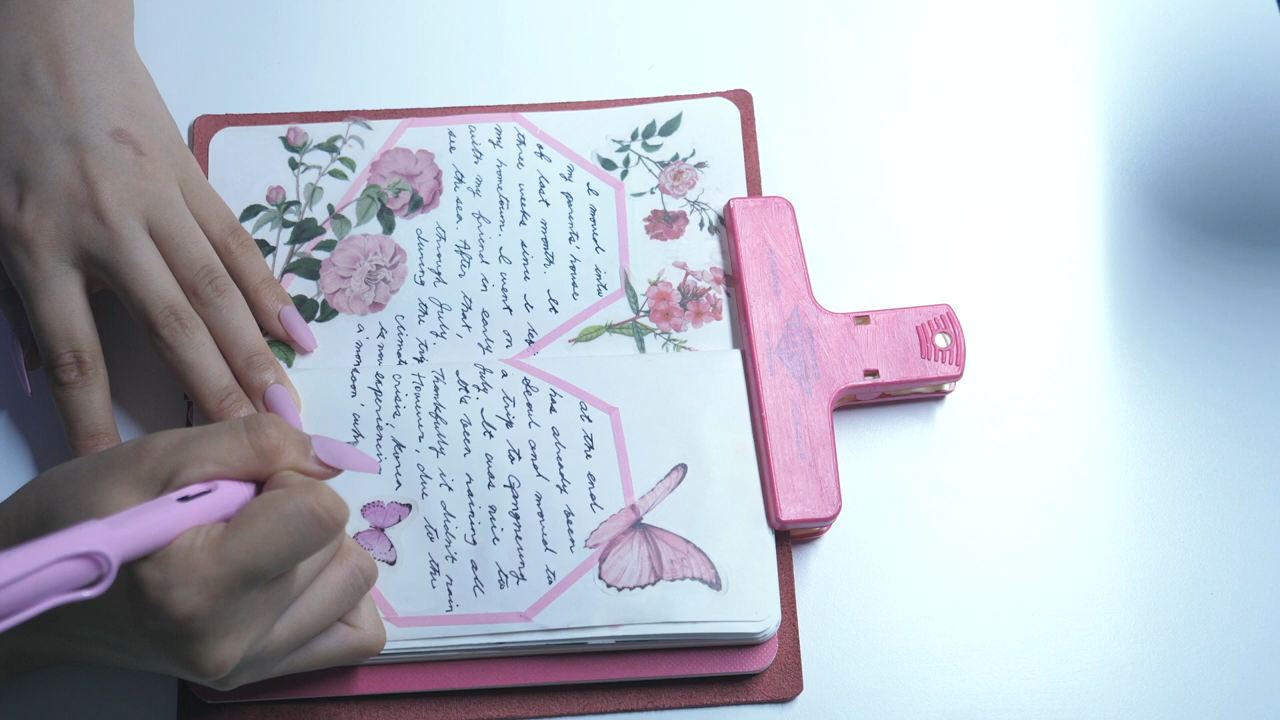 I moved into
my parents' house at the end
of last month. It has already been
three weeks since I left Seoul and moved to
my hometown. I went on a trip to Gangneung
with my friend in early July. It was nice to
see the sea. After that, It's been raining all
through July. Thankfully it didn't rain
during the trip. However, due to the
climate crisis, Korea
is now experiencing
a 'monsoon'